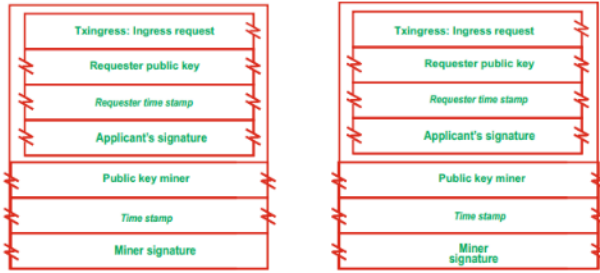 Txingress: Ingress request
Requester public key
Requester time stamp
Applant's signature
Public key miner
Time stamp
Miner signature
Txingress: Ingress request
Requester public key
Requester time stamp
Applicant's signature
Public key miner
Time stamp
Miner
signature